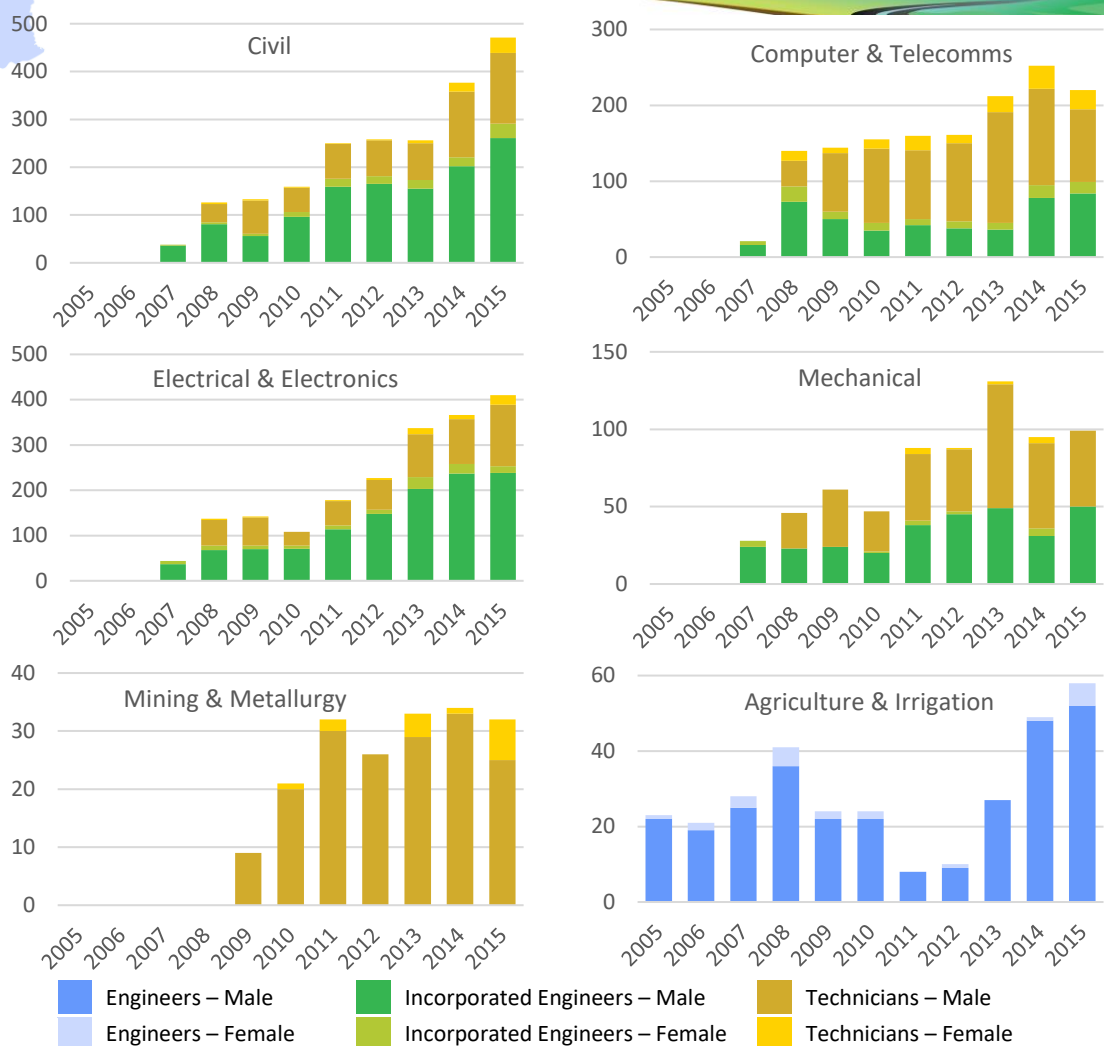 Civil
500
400
300
200
100
0
2005 2006 2007 2008 2009 2010 2011 2012 2013 2014 2015
Computer & Telecomms
300
200
100
0
2005 2006 2007 2008 2009 2010 2011 2012 2013 2014 2015
Electrical & Electronics
500
400
300
200
100
0
2005 2006 2007 2008 2009 2010 2011 2012 2013 2014 2015
Mechanical
150
100
50
0
2005 2006 2007 2008 2009 2010 2011 2012 2013 2014 2015
Mining & Metallurgy
40
30
20
10
0
2005 2006 2007 2008 2009 2010 2011 2012 2013 2014 2015
Agriculture & Irrigation
60
40
20
0
2005 2006 2007 2008 2009 2010 2011 2012 2013 2014 2015
Engineers – Male
Incorporated Engineers – Male
Technicians – Male
Engineers – Female
Incorporated Engineers – Female
Technicians – Female